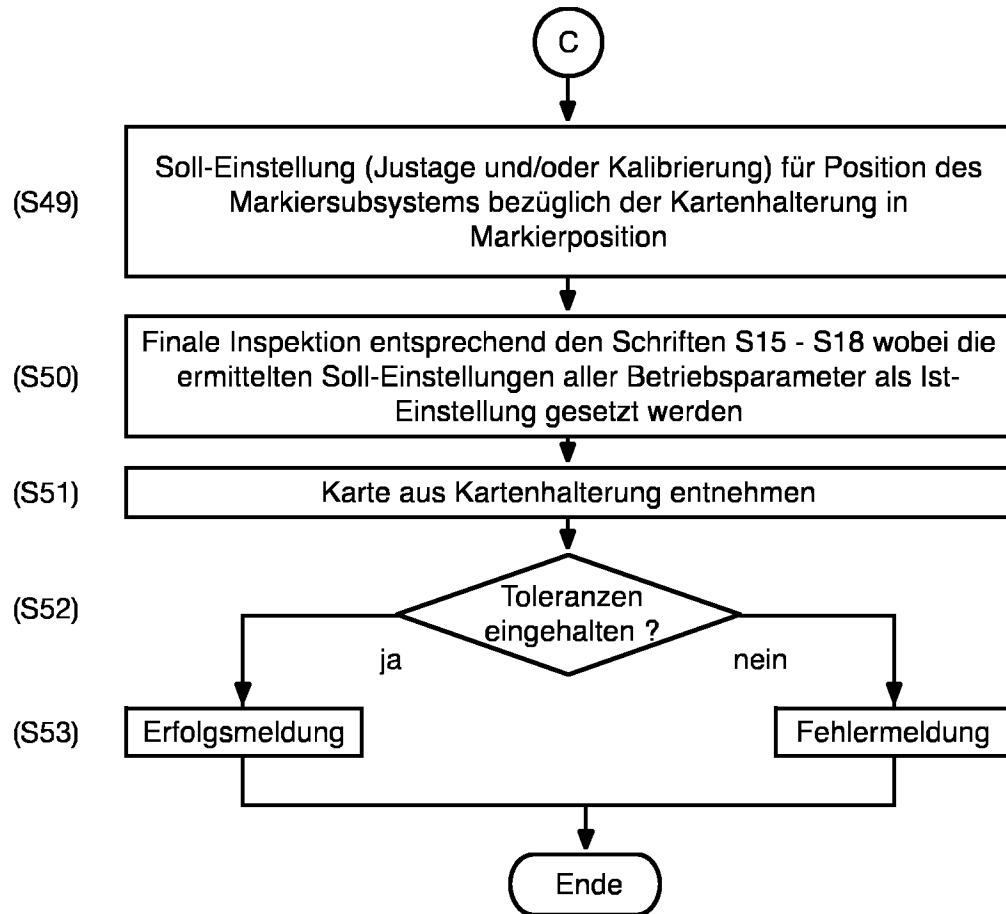 C
(S49)
Soll-Einstellung (Justage und/oder Kalibrierung) für Position des
Markiersubsystems bezüglich der Kartenhalterung in
Markierposition
(S50)
Finale Inspektion entsprechend den Schriften S15 - S18 wobei die
ermittelten Soll-Einstellungen aller Betriebsparameter als Ist-
Einstellung gesetzt werden
(S51)
Karte aus Kartenhalterung entnehmen
(S52)
Toleranzen
eingehalten ?
ja
nein
(S53)
Erfolgsmeldung
Fehlermeldung
Ende